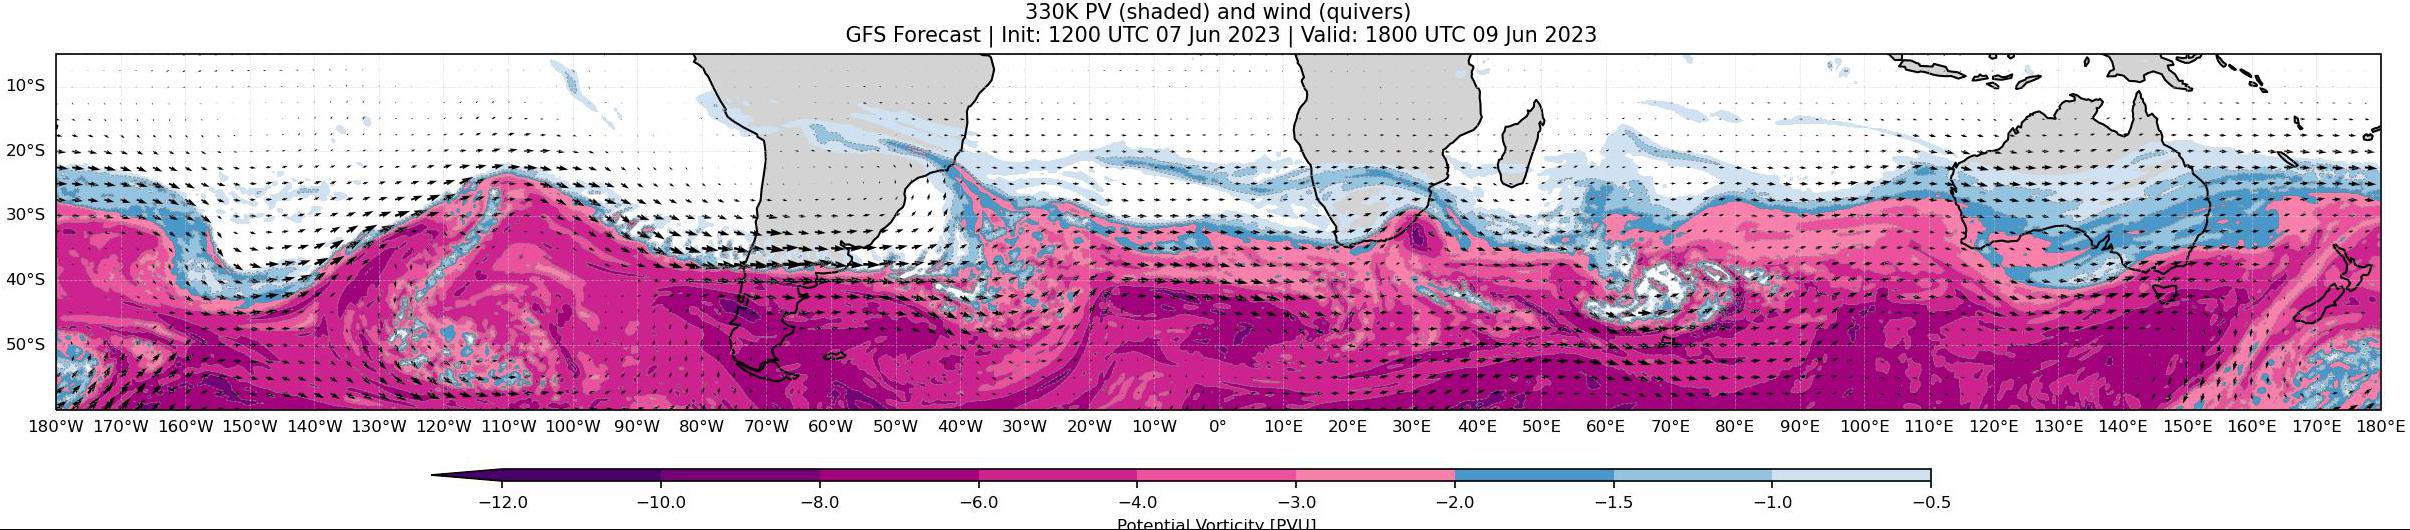 330K PV (shaded) and wind (quivers)
GFS Forecast | Init: 1200 UTC 07 Jun 2023 | Valid: 1800 UTC 09 Jun 2023
10°S
20°S
30°S
40°S
50°S
180°W 170°W 160°W 150°W 140°W 130°W 120°W 110°W 100°W 90°W 80°W 70°W 60°W 50°W 40°W 30°W 20°W 10°W 0° 10°E 20°E 30°E 40°E 50°E 60°E 70°E 80°E 90°E 100°E 110°E 120°E 130°E 140°E 150°E 160°E 170°E 180°E
−12.0 −10.0 −8.0 −6.0 −4.0 −3.0 −2.0 −1.5 −1.0 −0.5
Potential Vorticity [PVU]